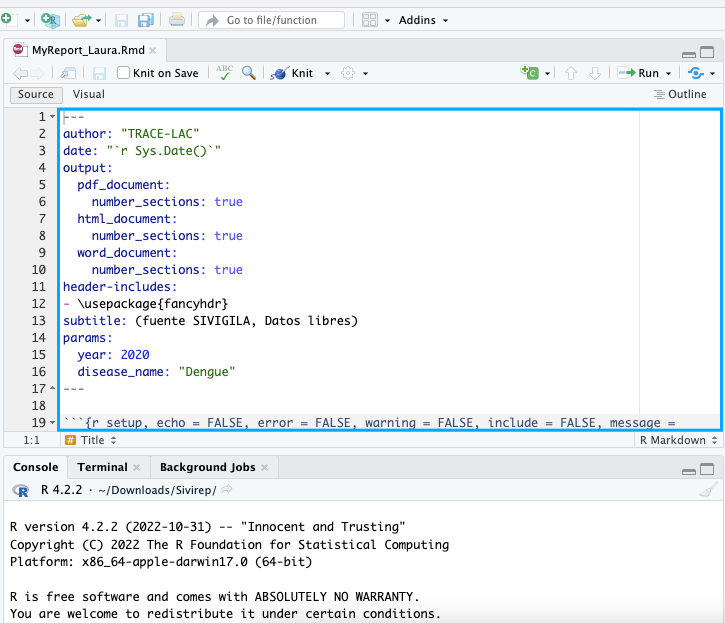 Go to file/function Addins
MyReport_Laura.Rmd
Knit on Save ABC Knit Run
Source Visual Outline
1 ---
2 author: "TRACE-LAC"
3 date: "`r Sys.Date()`"
4 output:
5 pdf_document:
6 number_sections: true
7 html_document:
8 number_sections: true
9 word_document:
10 number_sections: true
11 header-includes:
12 - \usepackage{fancyhdr}
13 subtitle: (fuente SIVIGILA, Datos libres)
14 params:
15 year: 2020
16 disease_name: "Dengue"
17 ---
18
19 ```{r setup, echo = FALSE, error = FALSE, warning = FALSE, include = FALSE, message =
1:1 # Title R Markdown
Console Terminal Background Jobs
R R 4.2.2 · ~/Downloads/Sivirep/
R version 4.2.2 (2022-10-31) -- "Innocent and Trusting"
Copyright (C) 2022 The R Foundation for Statistical Computing
Platform: x86_64-apple-darwin17.0 (64-bit)
R is free software and comes with ABSOLUTELY NO WARRANTY.
You are welcome to redistribute it under certain conditions.